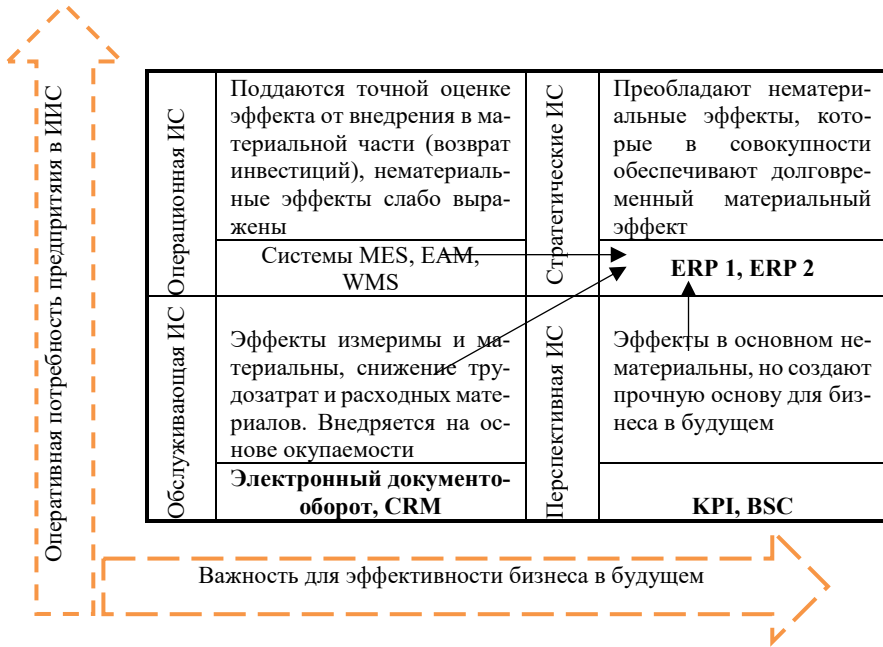 Оперативная потребность предпритяия в ИИС
Операционная ИС
Поддаются точной оценке
эффекта от внедрения в ма-
териальной части (возврат
инвестиций), нематериаль-
ные эффекты слабо выра-
жены
Системы MES, EAM,
WMS
Стратегические ИС
Преобладают нематери-
альные эффекты, кото-
рые в совокупности
обеспечивают долговре-
менный материальный
эффект
ERP 1, ERP 2
Обслуживающая ИС
Эффекты измеримы и ма-
териальны, снижение тру-
дозатрат и расходных мате-
риалов. Внедряется на ос-
нове окупаемости
Электронный документо-
оборот, CRM
Перспективная ИС
Эффекты в основном не-
материальны, но создают
прочную основу для биз-
неса в будущем
KPI, BSC
Важность для эффективности бизнеса в будущем